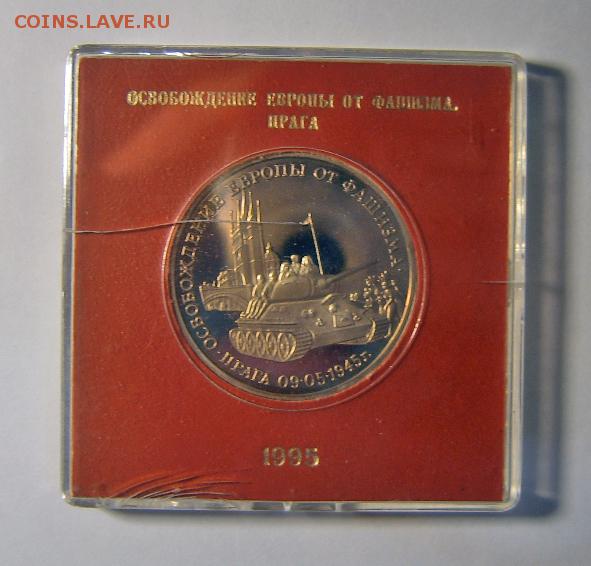 COINS.LAVE.RU
ОСВОБОЖДЕНИЕ ЕВРОПЫ ОТ ФАШИЗМА.
ПРАГА
ОСВОБОЖДЕНИЕ ЕВРОПЫ ОТ ФАШИЗМА
ПРАГА 09·05·1945г.
1995